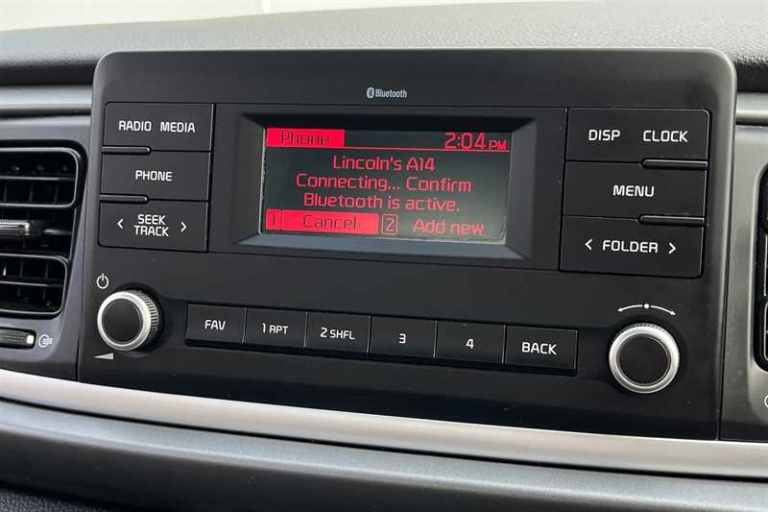 Bluetooth
RADIO MEDIA
PHONE
< SEEK TRACK >
Phone 2:04 PM
Lincoln's A14
Connecting... Confirm
Bluetooth is active.
1 Cancel 2 Add new
DISP CLOCK
MENU
< FOLDER >
FAV 1 RPT 2 SHFL 3 4 BACK